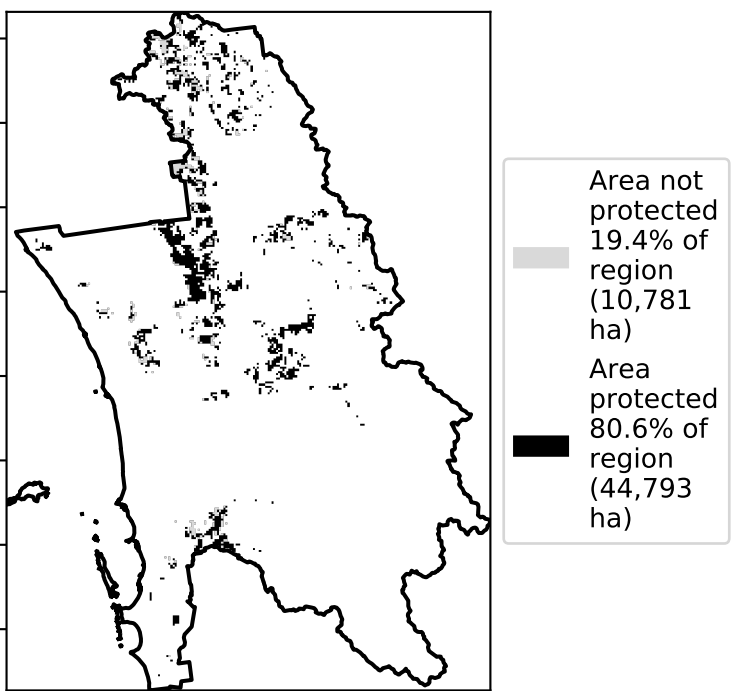 Area not
protected
19.4% of
region
(10,781
ha)
Area
protected
80.6% of
region
(44,793
ha)